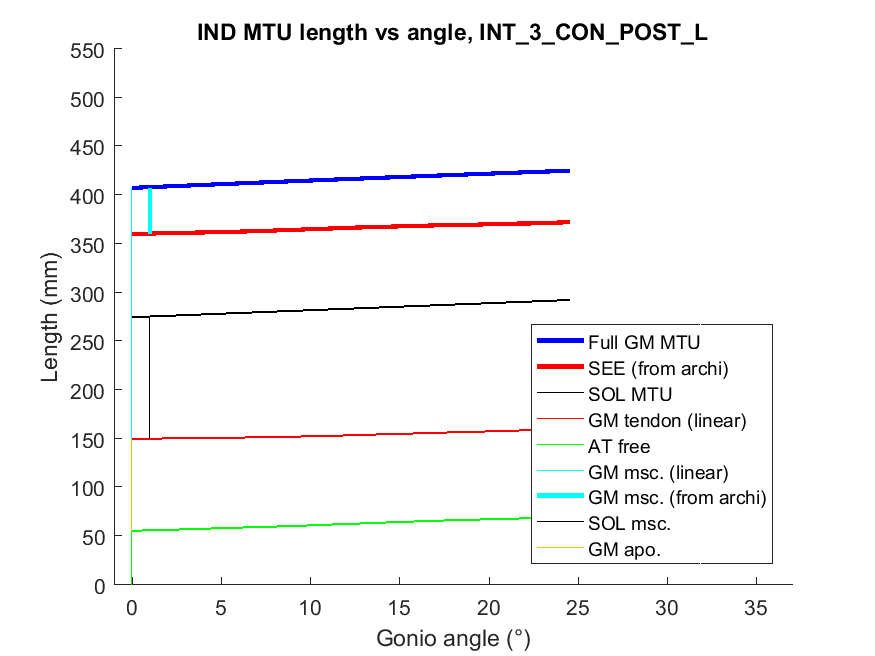 IND MTU length vs angle, INT_3_CON_POST_L
550
500
450
400
350
300
250
200
150
100
50
0
Length (mm)
0 5 10 15 20 25 30 35
Gonio angle (°)
Full GM MTU
SEE (from archi)
SOL MTU
GM tendon (linear)
AT free
GM msc. (linear)
GM msc. (from archi)
SOL msc.
GM apo.